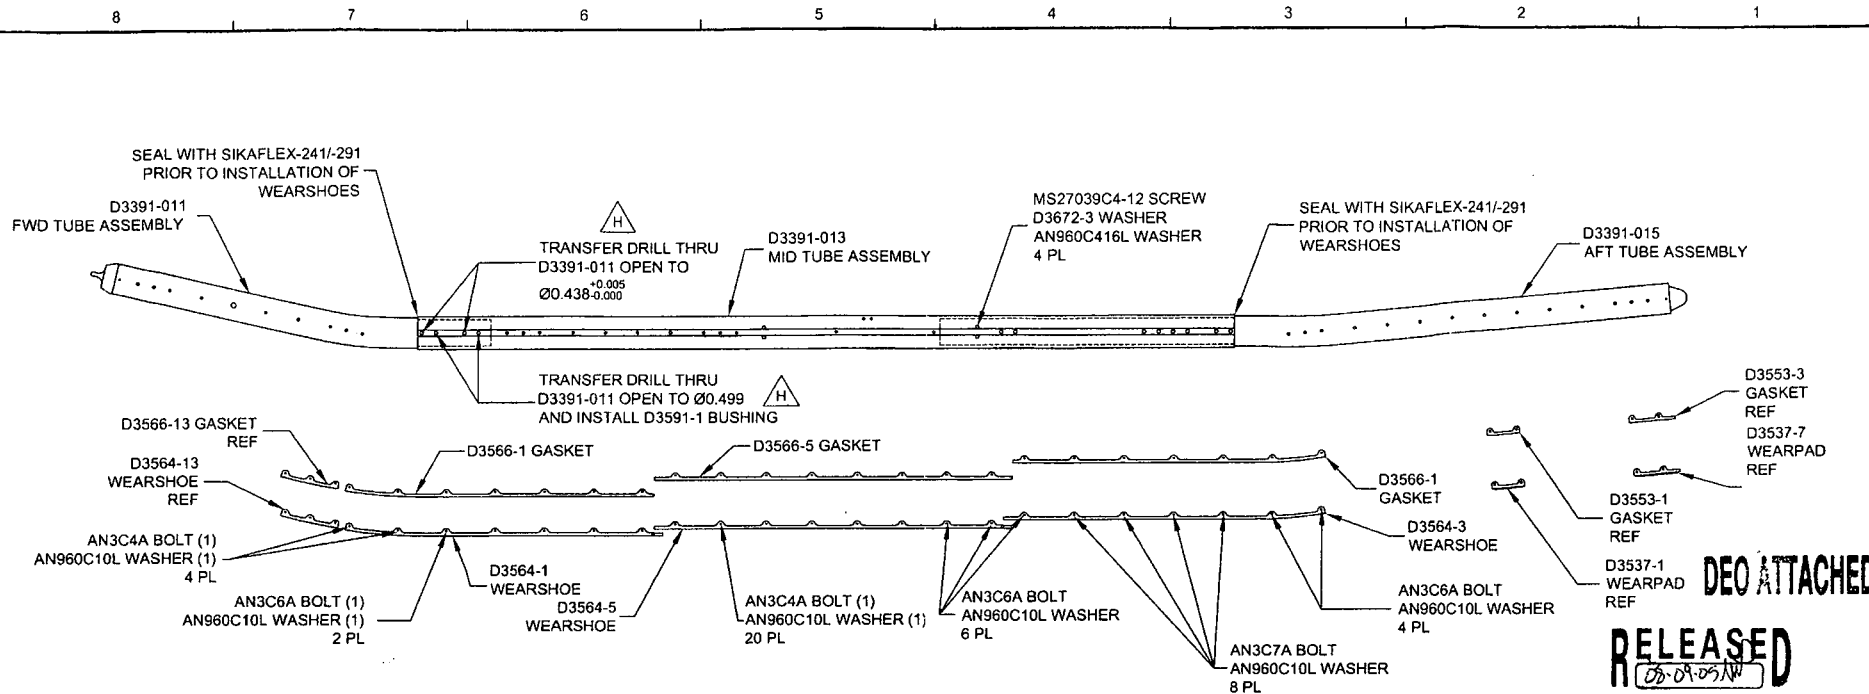 8 7 6 5 4 3 2 1
SEAL WITH SIKAFLEX-241/-291
PRIOR TO INSTALLATION OF
WEARSHOES
D3391-011
FWD TUBE ASSEMBLY
H
TRANSFER DRILL THRU
D3391-011 OPEN TO
Ø0.438+0.005-0.000
D3391-013
MID TUBE ASSEMBLY
MS27039C4-12 SCREW
D3672-3 WASHER
AN960C416L WASHER
4 PL
SEAL WITH SIKAFLEX-241/-291
PRIOR TO INSTALLATION OF
WEARSHOES
D3391-015
AFT TUBE ASSEMBLY
TRANSFER DRILL THRU
D3391-011 OPEN TO Ø0.499
AND INSTALL D3591-1 BUSHING
H
D3566-13 GASKET
REF
D3564-13
WEARSHOE
REF
D3566-1 GASKET
D3566-5 GASKET
D3566-1
GASKET
D3553-3
GASKET
REF
D3537-7
WEARPAD
REF
D3553-1
GASKET
REF
D3537-1
WEARPAD
REF
AN3C4A BOLT (1)
AN960C10L WASHER (1)
4 PL
AN3C6A BOLT (1)
AN960C10L WASHER (1)
2 PL
D3564-1
WEARSHOE
D3564-5
WEARSHOE
AN3C4A BOLT (1)
AN960C10L WASHER (1)
20 PL
AN3C6A BOLT
AN960C10L WASHER
6 PL
AN3C7A BOLT
AN960C10L WASHER
8 PL
D3564-3
WEARSHOE
AN3C6A BOLT
AN960C10L WASHER
4 PL
DEO ATTACHED
RELEASED
08-09-05